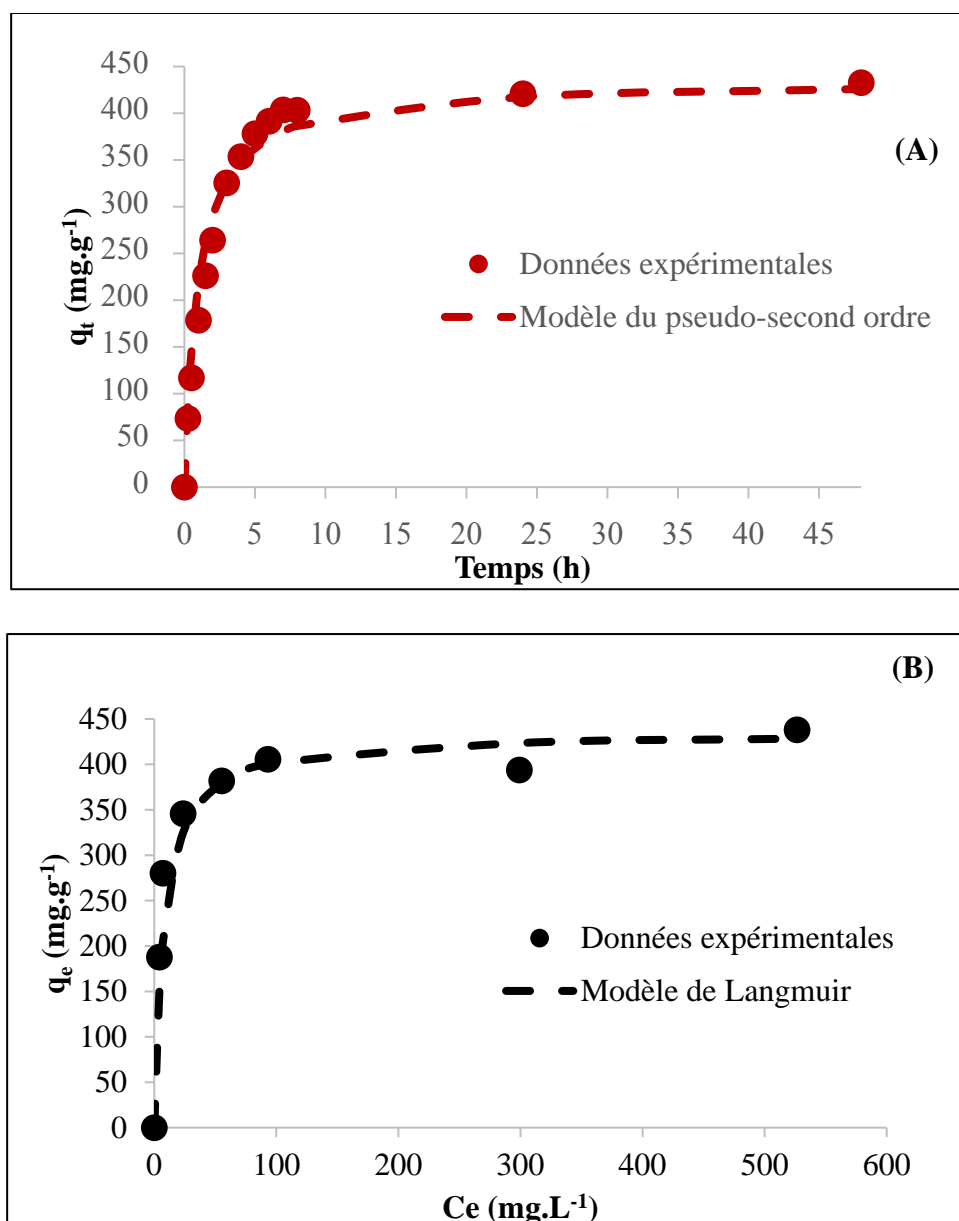 450
400
350
300
250
200
150
100
50
0
q_t (mg.g⁻¹)
(A)
Données expérimentales
Modèle du pseudo-second ordre
0 5 10 15 20 25 30 35 40 45
Temps (h)
(B)
450
400
350
300
250
200
150
100
50
0
q_e (mg.g⁻¹)
Données expérimentales
Modèle de Langmuir
0 100 200 300 400 500 600
Ce (mg.L⁻¹)